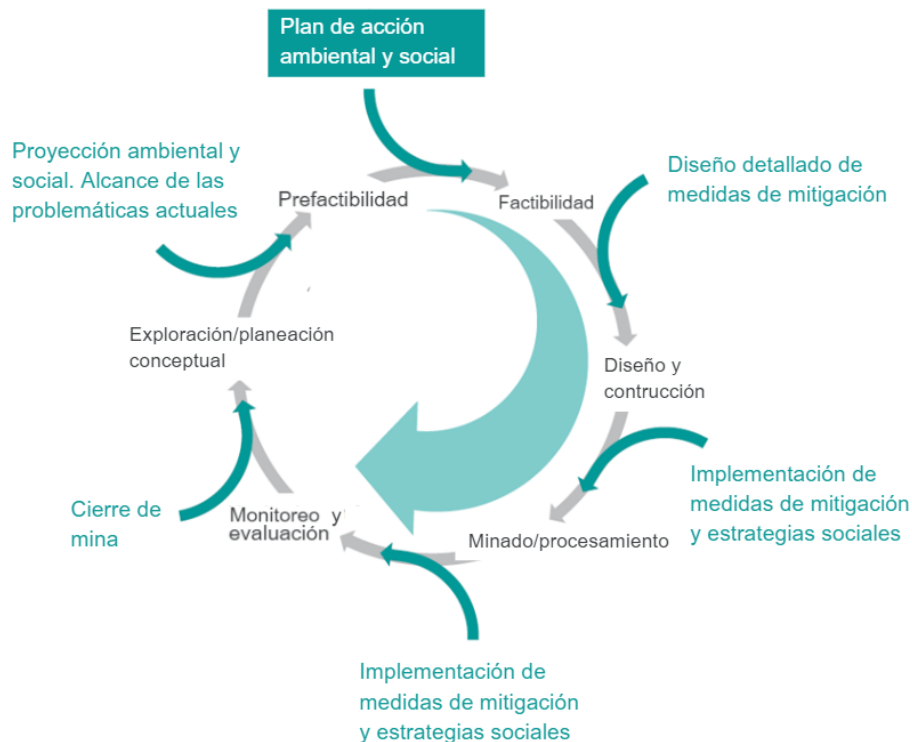 Plan de acción
ambiental y social
Proyección ambiental y
social. Alcance de las
problemáticas actuales
Diseño detallado de
medidas de mitigación
Prefactibilidad
Factibilidad
Exploración/planeación
conceptual
Diseño y
contrucción
Implementación de
medidas de mitigación
y estrategias sociales
Cierre de
mina
Monitoreo y
evaluación
Minado/procesamiento
Implementación de
medidas de mitigación
y estrategias sociales